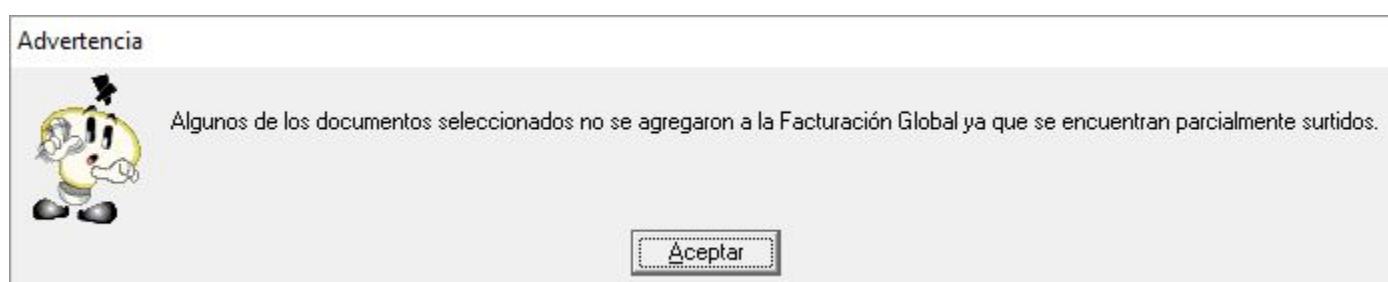 Advertencia
Algunos de los documentos seleccionados no se agregaron a la Facturación Global ya que se encuentran parcialmente surtidos.
Aceptar